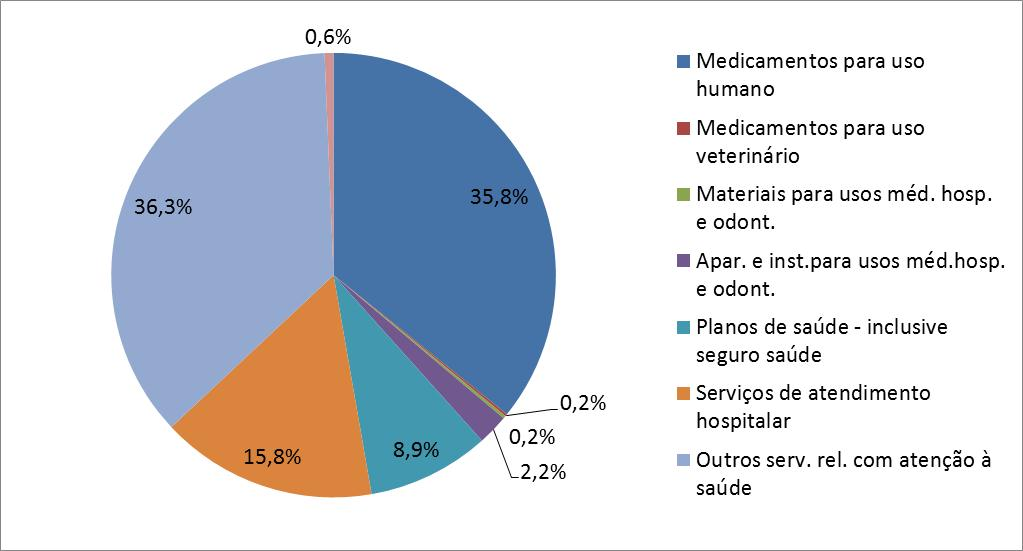 0,6%
35,8%
36,3%
0,2%
0,2%
2,2%
8,9%
15,8%
Medicamentos para uso
humano
Medicamentos para uso
veterinário
Materiais para usos méd. hosp.
e odont.
Apar. e inst.para usos méd.hosp.
e odont.
Planos de saúde - inclusive
seguro saúde
Serviços de atendimento
hospitalar
Outros serv. rel. com atenção à
saúde